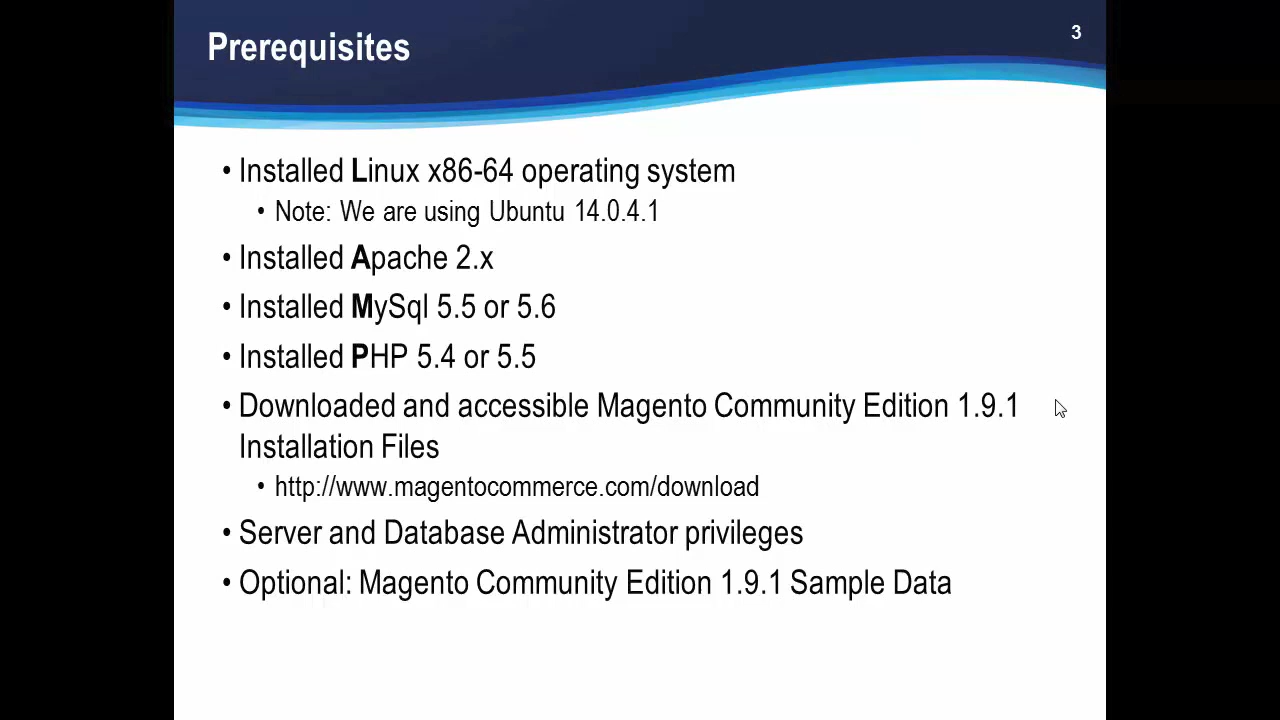 3
Prerequisites
• Installed Linux x86-64 operating system
• Note: We are using Ubuntu 14.0.4.1
• Installed Apache 2.x
• Installed MySql 5.5 or 5.6
• Installed PHP 5.4 or 5.5
• Downloaded and accessible Magento Community Edition 1.9.1
Installation Files
• http://www.magentocommerce.com/download
• Server and Database Administrator privileges
• Optional: Magento Community Edition 1.9.1 Sample Data